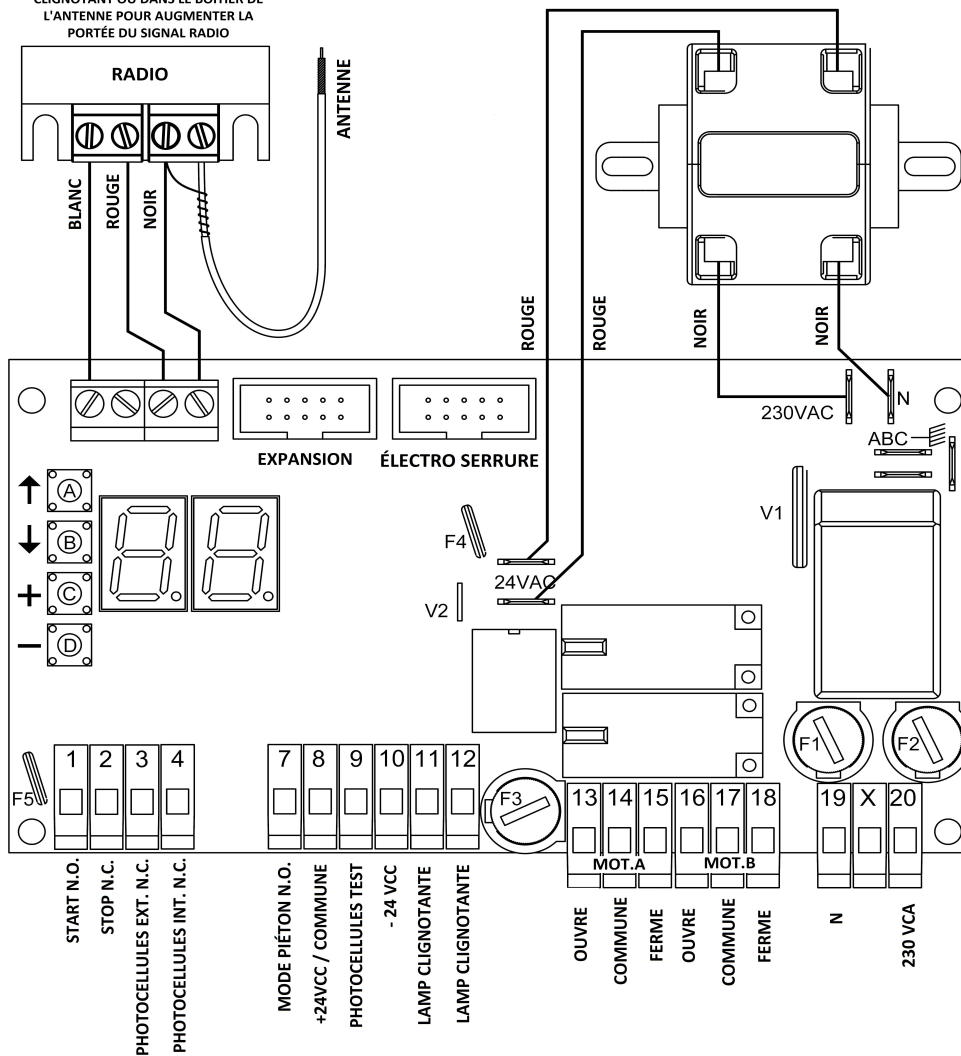 CLIGNOTANT OU DANS LE BOITIER DE
L'ANTENNE POUR AUGMENTER LA
PORTÉE DU SIGNAL RADIO
RADIO
ANTENNE
BLANC
ROUGE
NOIR
ROUGE
ROUGE
NOIR
NOIR
230VAC
N
ABC
EXPANSION
ÉLECTRO SERRURE
A
B
+
C
−
D
F4
24VAC
V2
V1
F1
F2
F5
1
2
3
4
7
8
9
10
11
12
F3
13
14
15
16
17
18
MOT.A
MOT.B
19
X
20
START N.O.
STOP N.C.
PHOTOCELLULES EXT. N.C.
PHOTOCELLULES INT. N.C.
MODE PIÉTON N.O.
+24VCC / COMMUNE
PHOTOCELLULES TEST
- 24 VCC
LAMP CLIGNOTANTE
LAMP CLIGNOTANTE
OUVRE
COMMUNE
FERME
OUVRE
COMMUNE
FERME
N
230 VCA